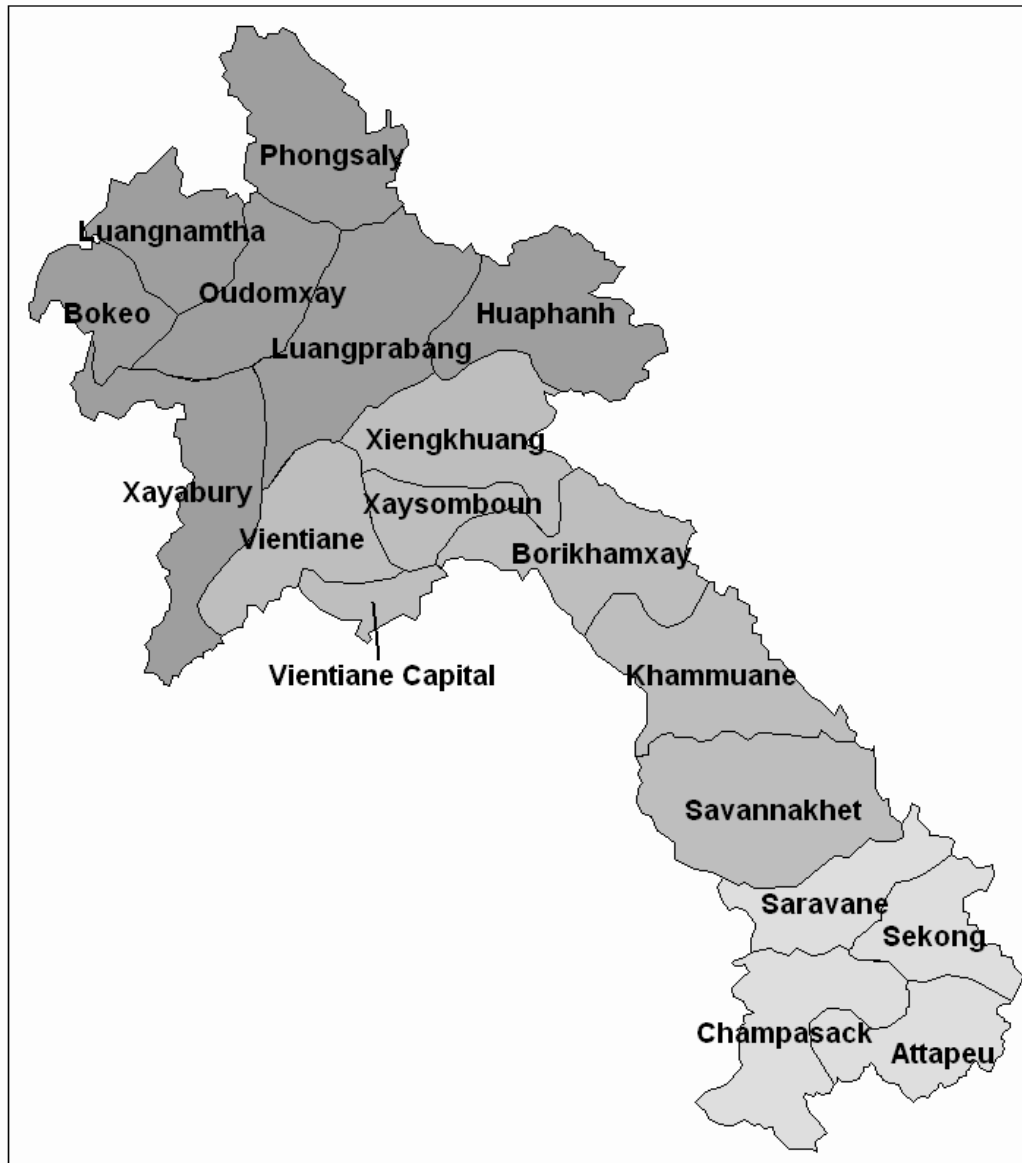 Phongsaly
Luangnamtha
Oudomxay
Bokeo
Huaphanh
Luangprabang
Xiengkhuang
Xayabury
Xaysomboun
Vientiane
Borikhamxay
Vientiane Capital
Khammuane
Savannakhet
Saravane
Sekong
Champasack
Attapeu